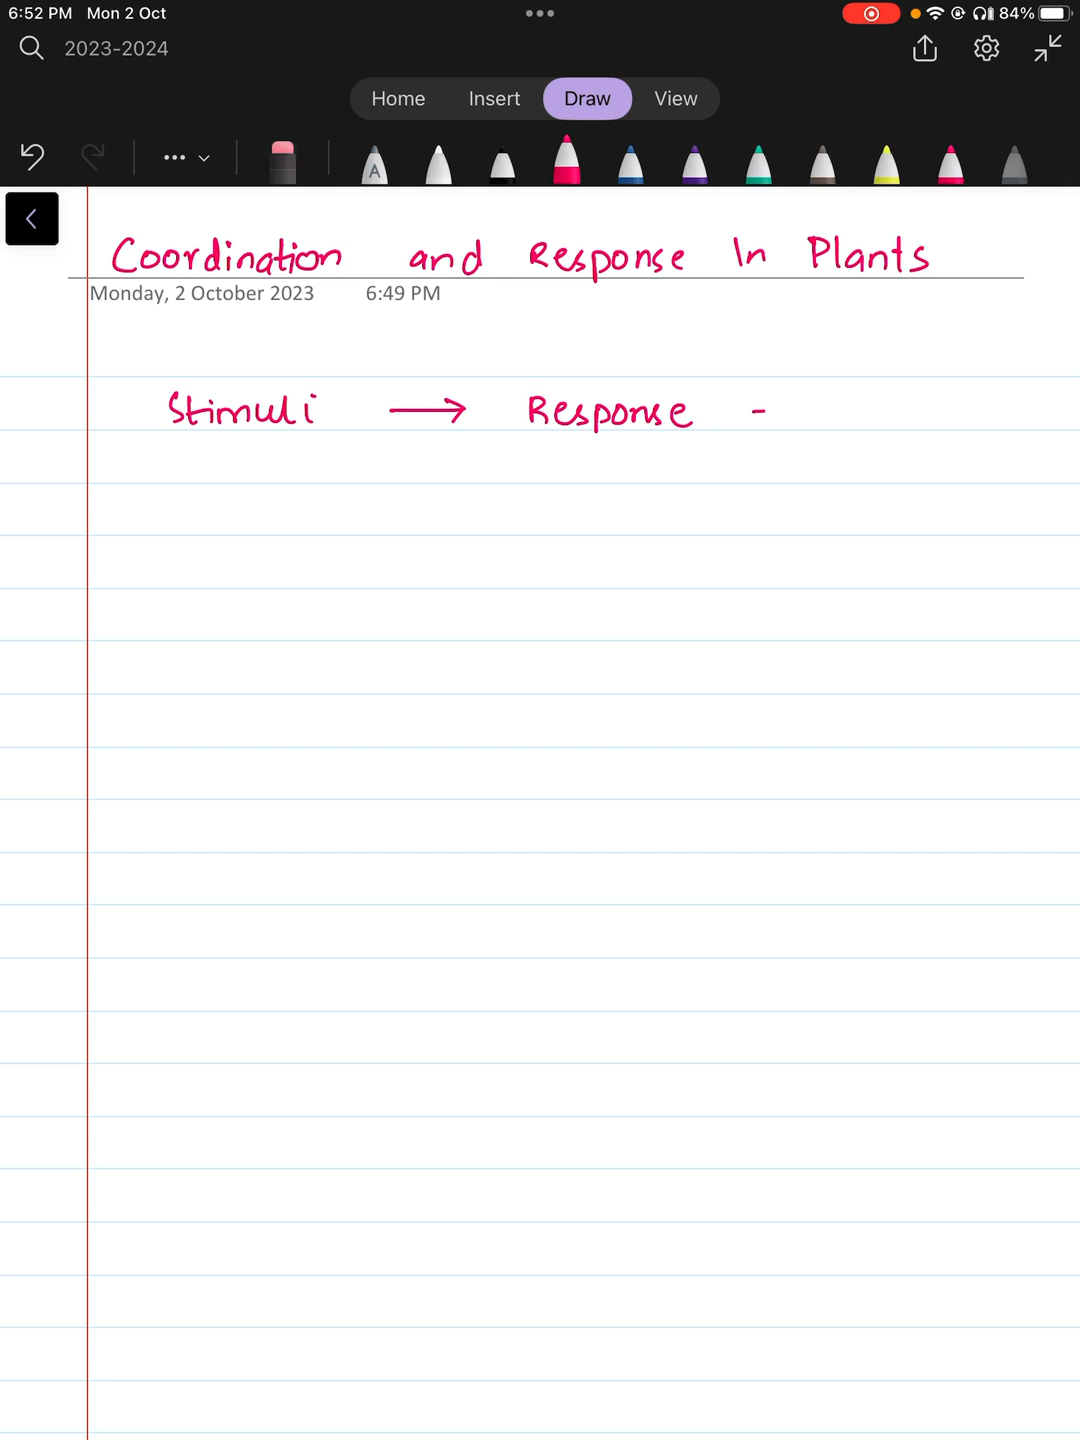 6:52 PM Mon 2 Oct 84%
2023-2024
Home Insert Draw View
A
Coordination and Response In Plants
Monday, 2 October 2023 6:49 PM
Stimuli → Response -